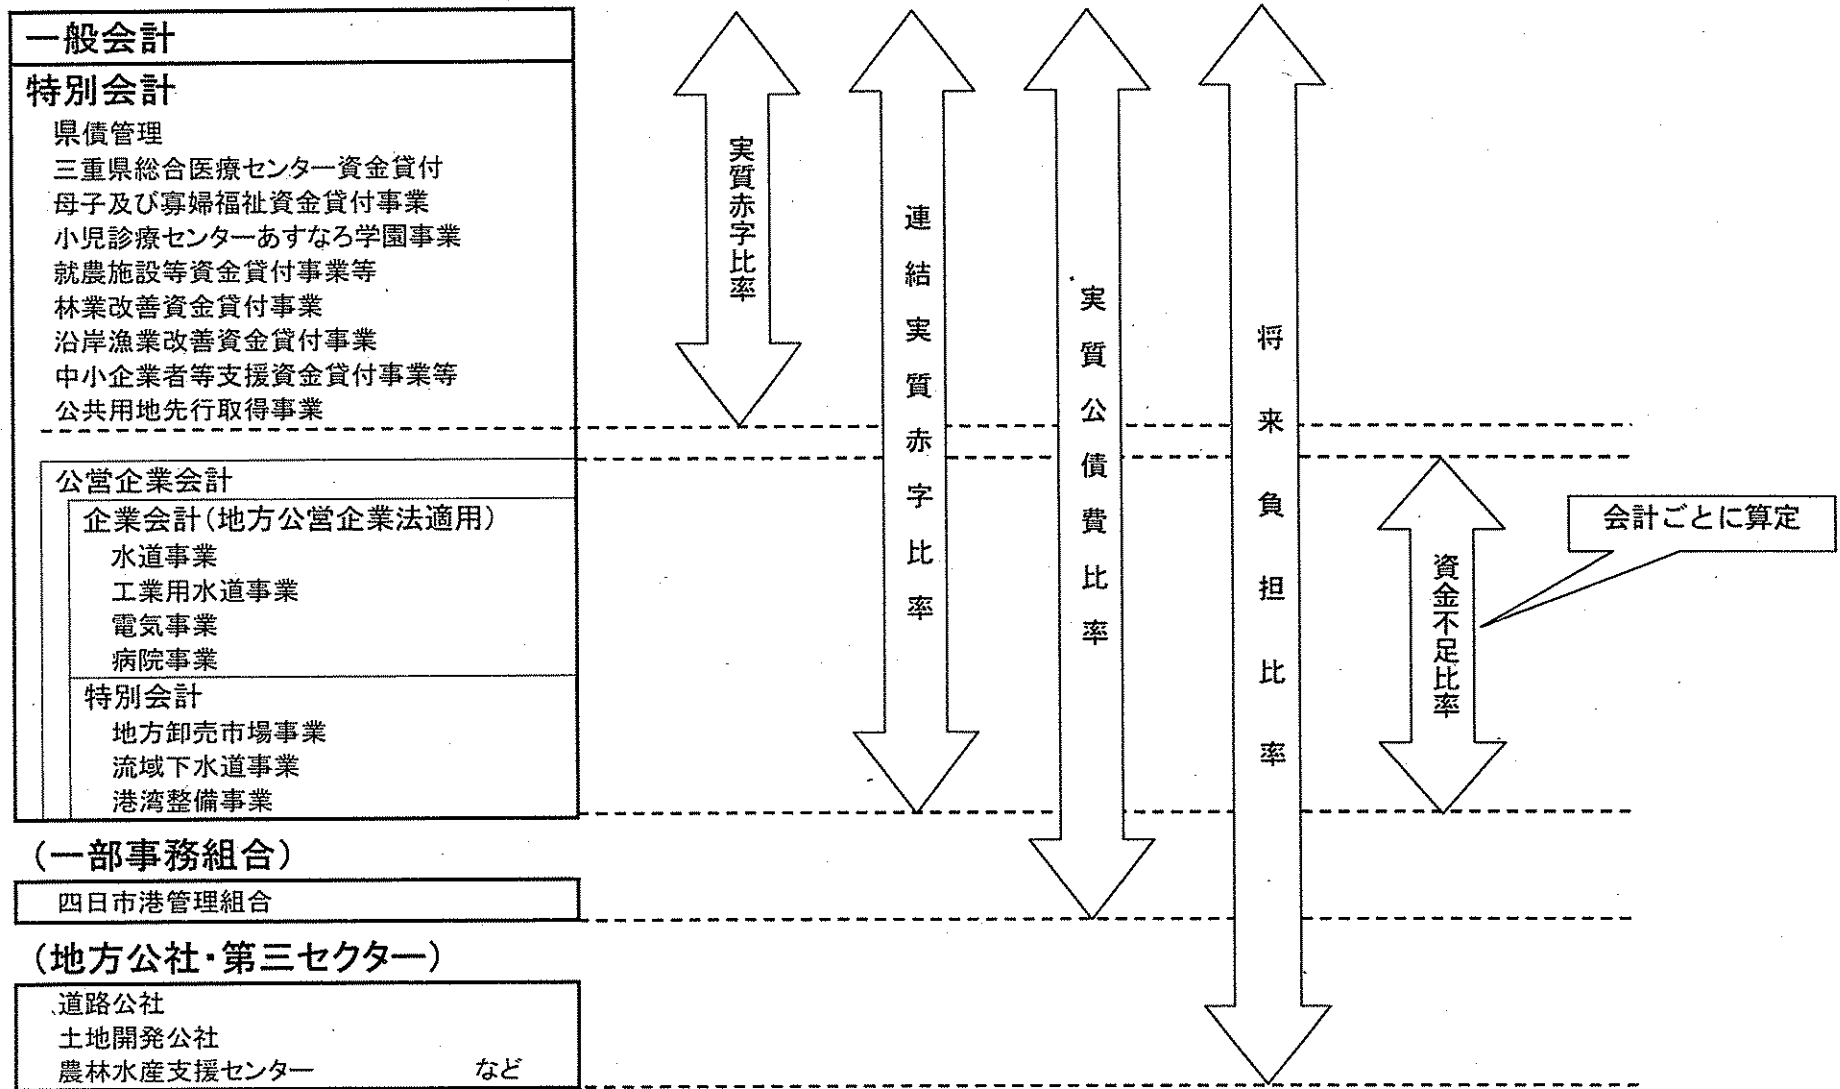 一般会計
特別会計
県債管理
三重県総合医療センター資金貸付
母子及び寡婦福祉資金貸付事業
小児診療センターあすなろ学園事業
就農施設等資金貸付事業等
林業改善資金貸付事業
沿岸漁業改善資金貸付事業
中小企業者等支援資金貸付事業等
公共用地先行取得事業
公営企業会計
企業会計(地方公営企業法適用)
水道事業
工業用水道事業
電気事業
病院事業
特別会計
地方卸売市場事業
流域下水道事業
港湾整備事業
(一部事務組合)
四日市港管理組合
(地方公社・第三セクター)
道路公社
土地開発公社
農林水産支援センター など
実質赤字比率
連結実質赤字比率
実質公債費比率
将来負担比率
資金不足比率
会計ごとに算定